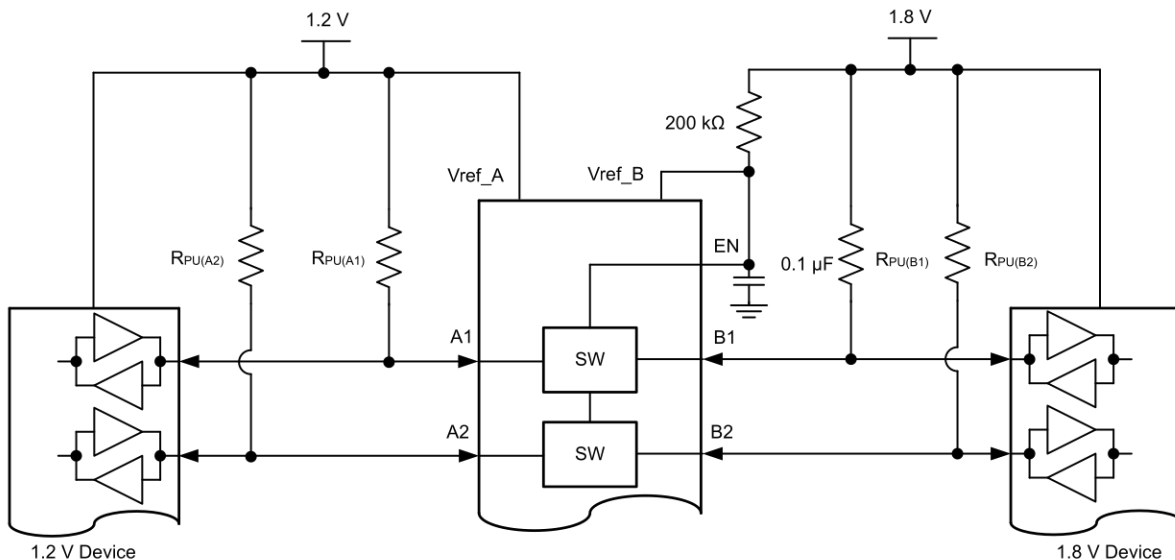 1.2 V
1.8 V
200 kΩ
Vref_A
Vref_B
EN
RPU(A2)
RPU(A1)
0.1 µF
RPU(B1)
RPU(B2)
A1
SW
B1
A2
SW
B2
1.2 V Device
1.8 V Device